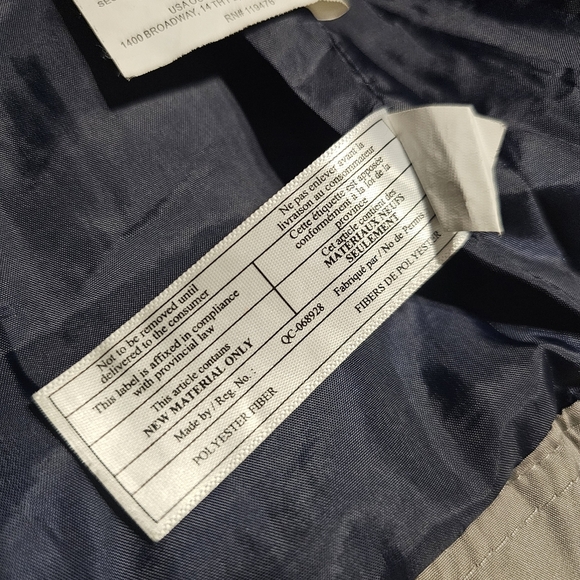 USA O
1400 BROADWAY, 14 TH F
RN# 119476
Not to be removed until
delivered to the consumer
This label is affixed in compliance
with provincial law
This article contains
NEW MATERIAL ONLY
Made by / Reg. No. :
QC-068928
POLYESTER FIBER
Ne pas enlever avant la
livraison au consommateur
Cette étiquette est apposée
conformément à la loi de la
province
Cet article contient des
MATERIAUX NEUFS
SEULEMENT
Fabriqué par / No de Permis
FIBERS DE POLYESTER